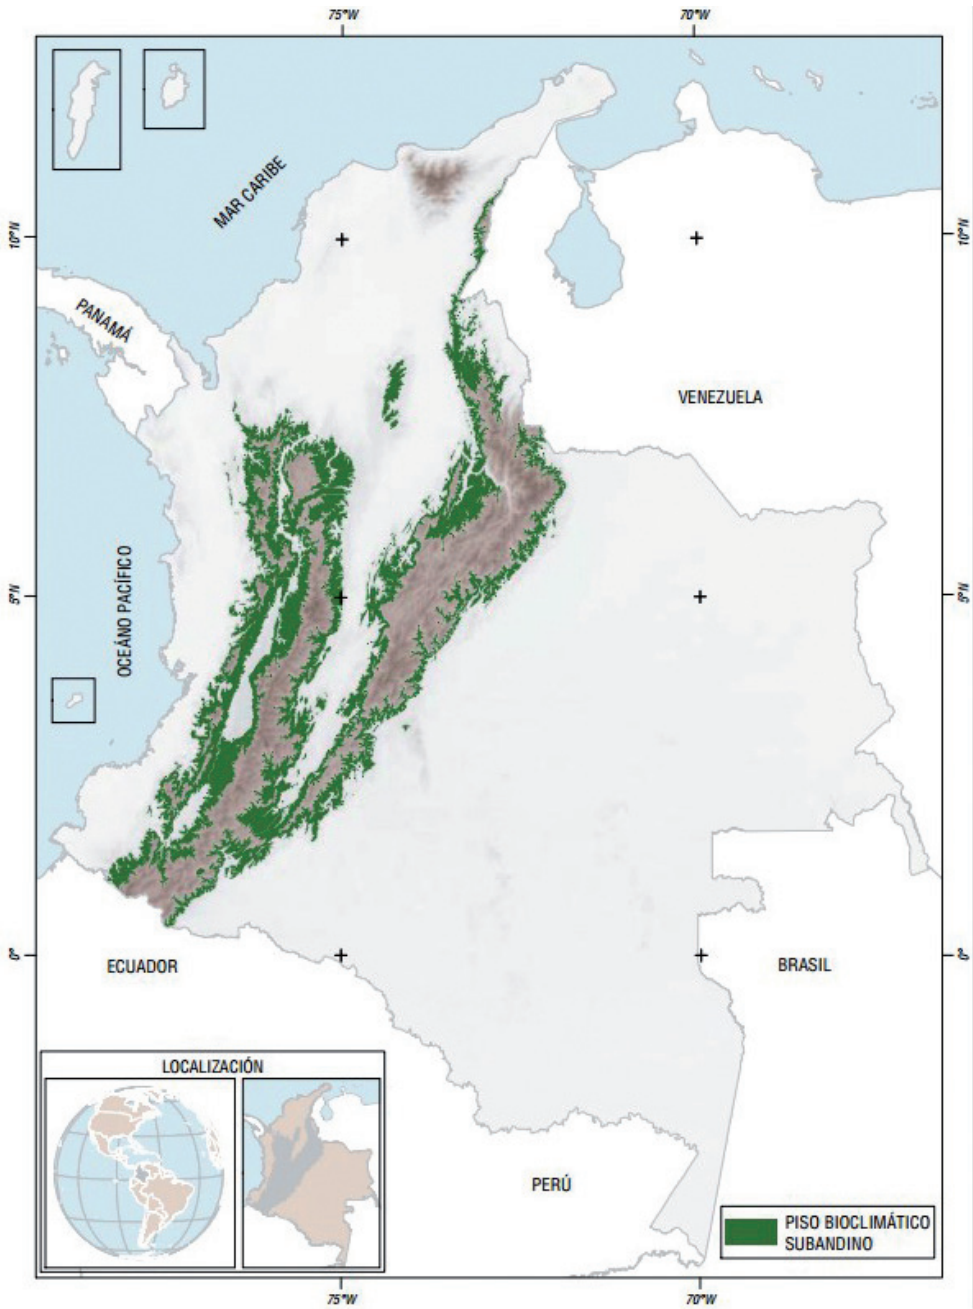 75°W
70°W
MAR CARIBE
10°N
10°N
PANAMÁ
VENEZUELA
OCEÁNO PACÍFICO
5°N
5°N
0°
0°
ECUADOR
BRASIL
LOCALIZACIÓN
PERÚ
PISO BIOCLIMÁTICO
SUBANDINO
75°W
70°W